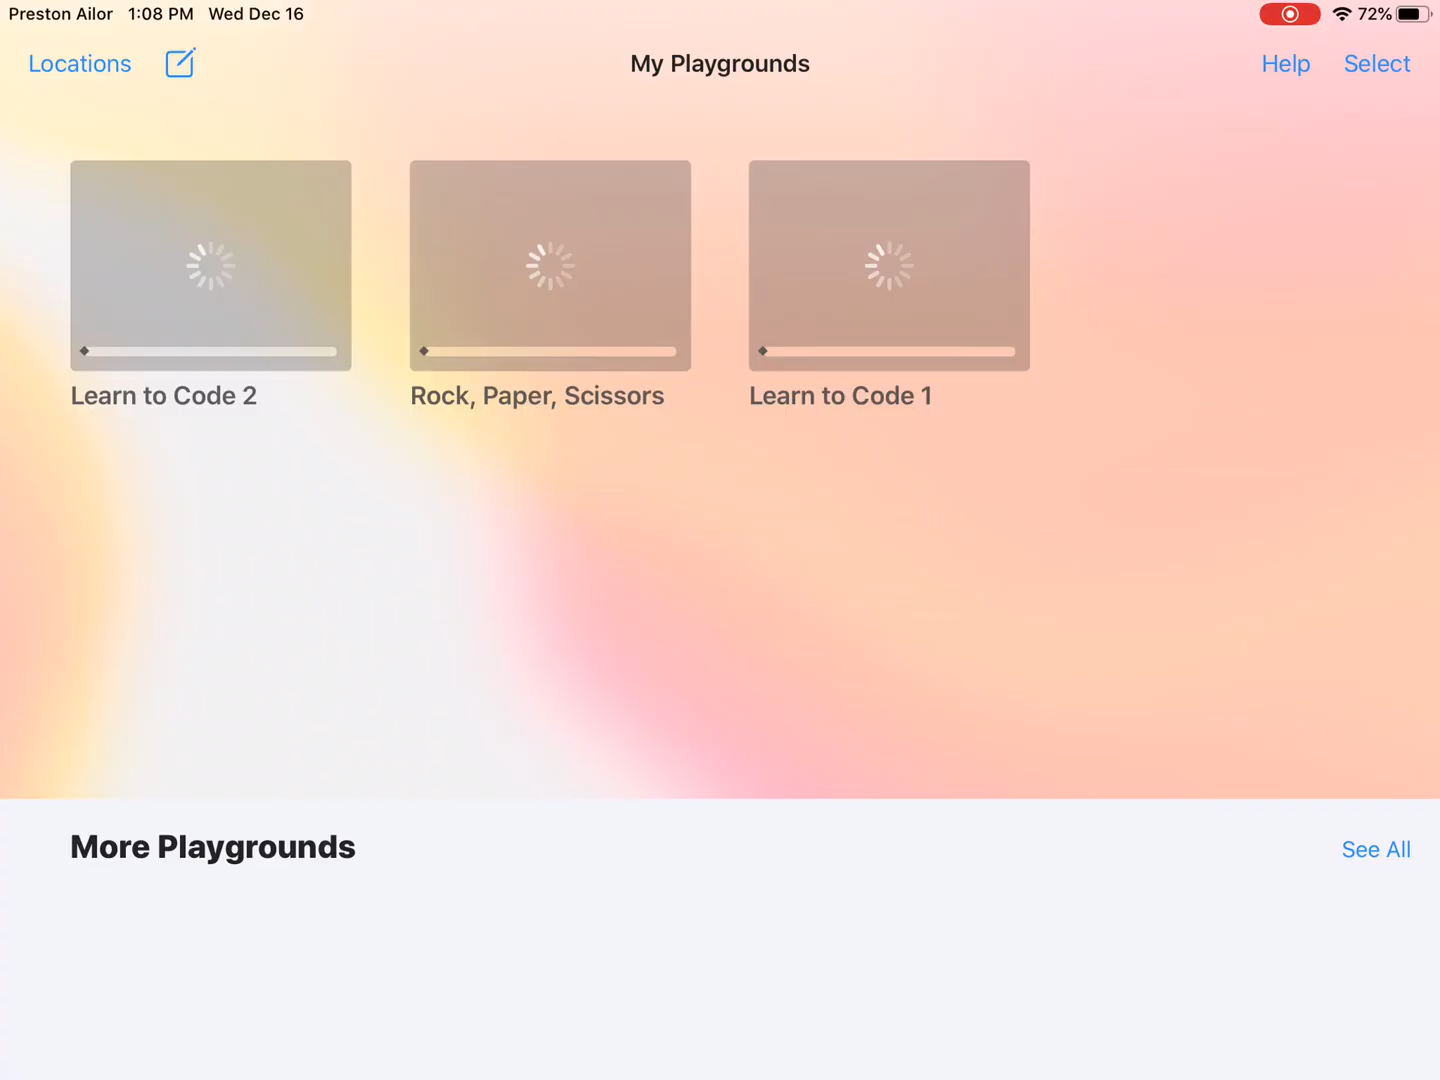 Preston Ailor 1:08 PM Wed Dec 16 72%
Locations My Playgrounds Help Select
Learn to Code 2 Rock, Paper, Scissors Learn to Code 1
More Playgrounds See All